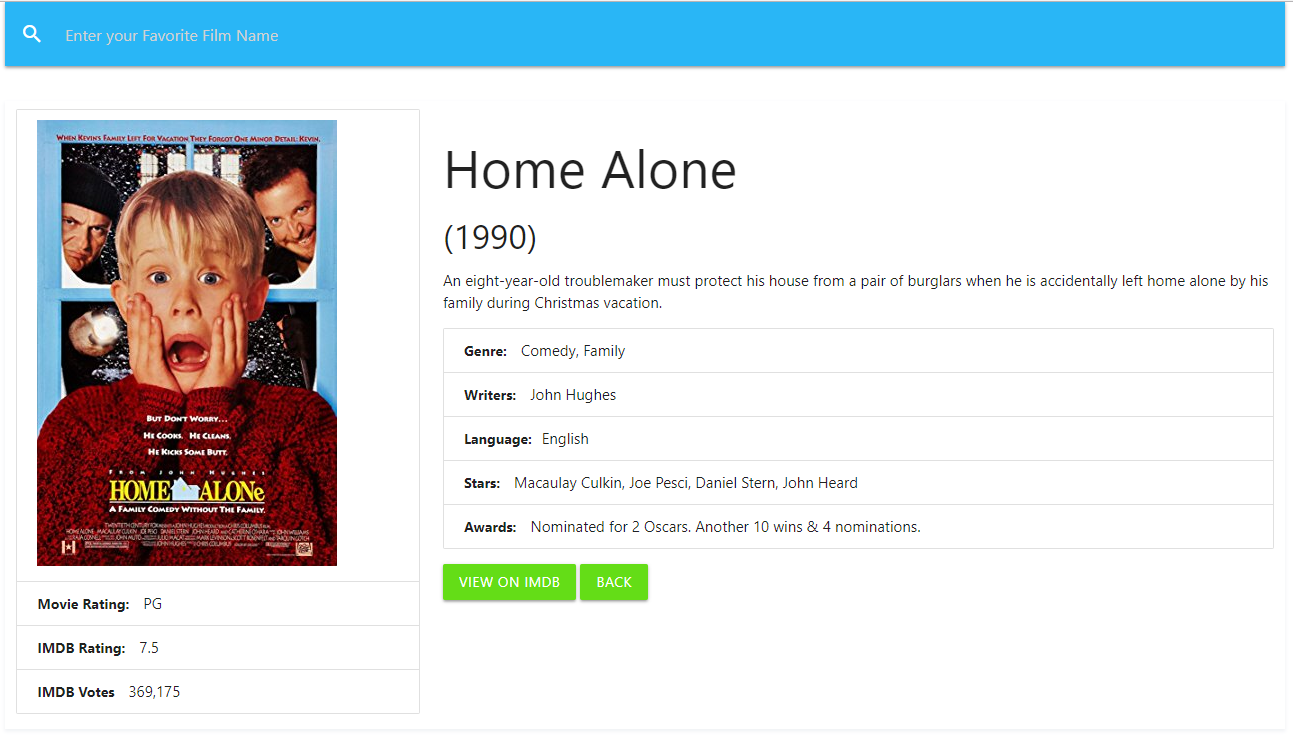 Enter your Favorite Film Name
WHEN KEVIN'S FAMILY LEFT FOR VACATION THEY FORGOT ONE MINOR DETAIL: KEVIN.
BUT DON'T WORRY...
HE COOKS. HE CLEANS.
HE KICKS SOME BUTT.
FROM JOHN HUGHES
HOME ALONe
A FAMILY COMEDY WITHOUT THE FAMILY.
Movie Rating: PG
IMDB Rating: 7.5
IMDB Votes 369,175
Home Alone
(1990)
An eight-year-old troublemaker must protect his house from a pair of burglars when he is accidentally left home alone by his
family during Christmas vacation.
Genre: Comedy, Family
Writers: John Hughes
Language: English
Stars: Macaulay Culkin, Joe Pesci, Daniel Stern, John Heard
Awards: Nominated for 2 Oscars. Another 10 wins & 4 nominations.
VIEW ON IMDB BACK